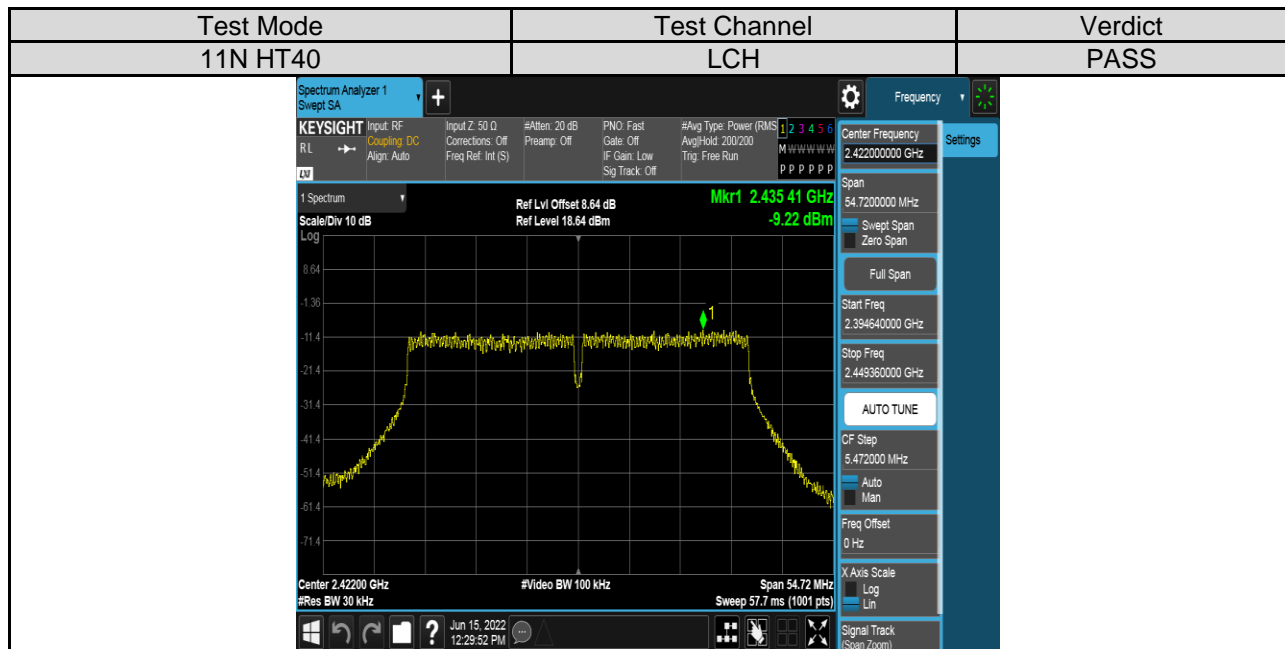 Test Mode Test Channel Verdict
11N HT40 LCH PASS
Spectrum Analyzer 1
Swept SA
+
Frequency
KEYSIGHT
RL
LXI
Input: RF
Coupling: DC
Align: Auto
Input Z: 50 Ω
Corrections: Off
Freq Ref: Int (S)
#Atten: 20 dB
Preamp: Off
PNO: Fast
Gate: Off
IF Gain: Low
Sig Track: Off
#Avg Type: Power (RMS
Avg|Hold: 200/200
Trig: Free Run
1 2 3 4 5 6
M W W W W W
P P P P P P
1 Spectrum
Scale/Div 10 dB
Ref Lvl Offset 8.64 dB
Ref Level 18.64 dBm
Mkr1 2.435 41 GHz
-9.22 dBm
Log
8.64
-1.36
-11.4
-21.4
-31.4
-41.4
-51.4
-61.4
-71.4
1
Center 2.42200 GHz
#Res BW 30 kHz
#Video BW 100 kHz
Span 54.72 MHz
Sweep 57.7 ms (1001 pts)
?
Jun 15, 2022
12:29:52 PM
Center Frequency
2.422000000 GHz
Span
54.7200000 MHz
Swept Span
Zero Span
Full Span
Start Freq
2.394640000 GHz
Stop Freq
2.449360000 GHz
AUTO TUNE
CF Step
5.472000 MHz
Auto
Man
Freq Offset
0 Hz
X Axis Scale
Log
Lin
Signal Track
(Span Zoom)
Settings